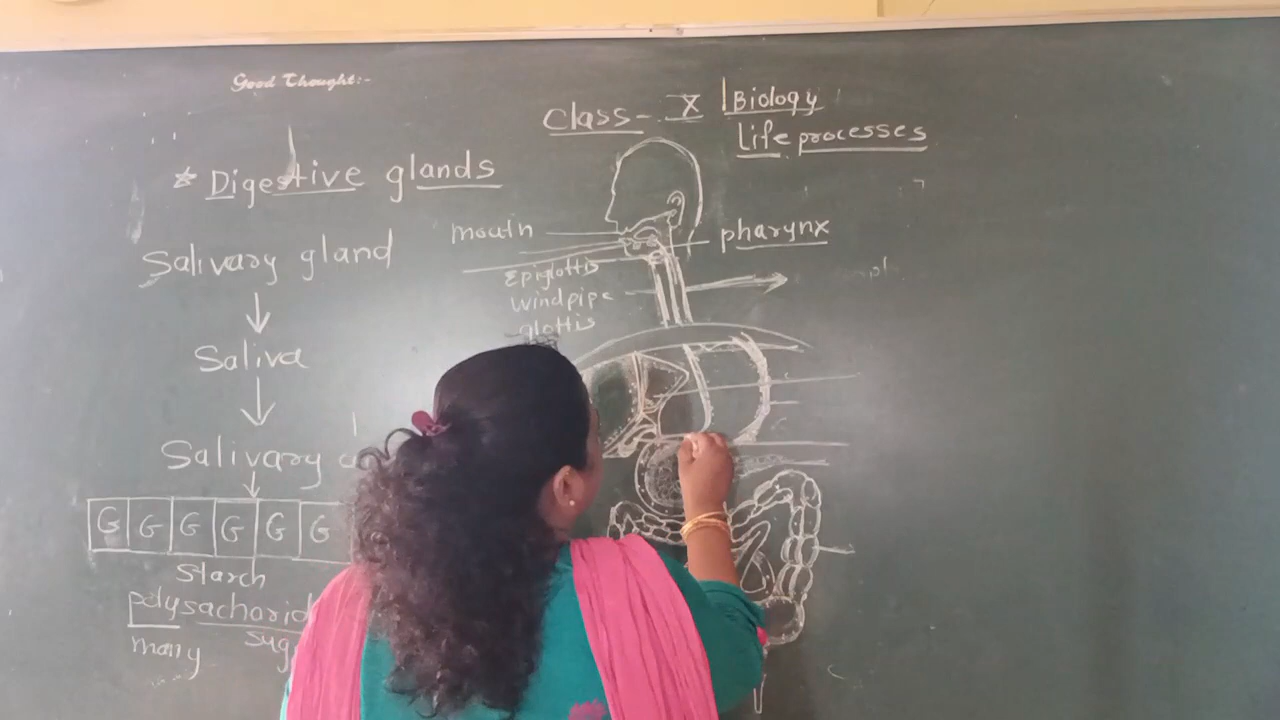 Good Thought:-
Class- X | Biology
Life processes
* Digestive glands
mouth
pharynx
Salivary gland
Epiglottis
windpipe
glottis
Saliva
Salivary
G G G G G G
Starch
polysacharid
many sug